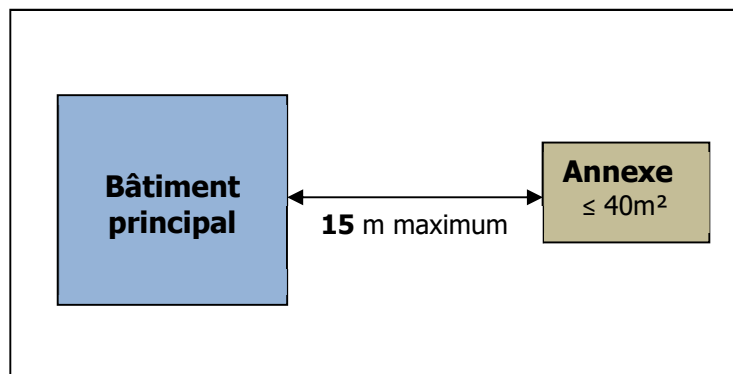 Bâtiment
principal
15 m maximum
Annexe
≤ 40m²